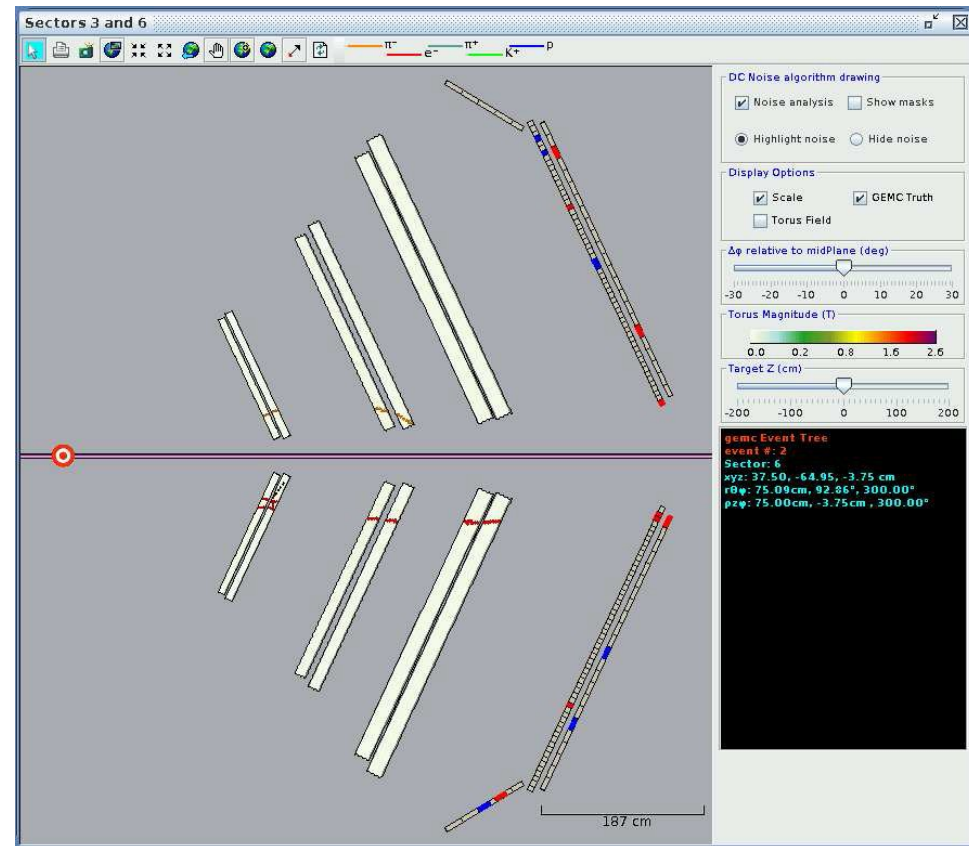 Sectors 3 and 6
π⁻ e⁻ π⁺ K⁺ p
DC Noise algorithm drawing
Noise analysis Show masks
Highlight noise Hide noise
Display Options
Scale GEMC Truth
Torus Field
Δφ relative to midPlane (deg)
-30 -20 -10 0 10 20 30
Torus Magnitude (T)
0.0 0.2 0.8 1.6 2.6
Target Z (cm)
-200 -100 0 100 200
gemc Event Tree
event #: 2
Sector: 6
xyz: 37.50, -64.95, -3.75 cm
rθφ: 75.09cm, 92.86°, 300.00°
ρzφ: 75.00cm, -3.75cm , 300.00°
187 cm